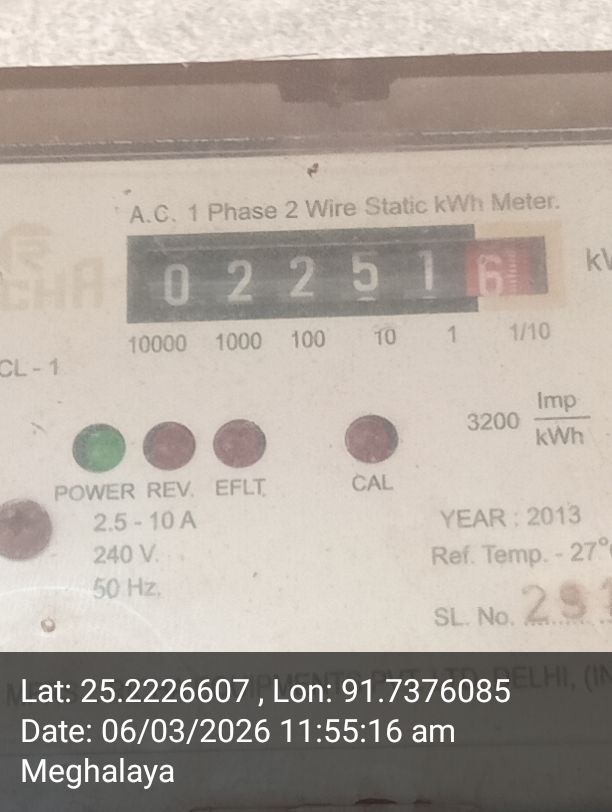 A.C. 1 Phase 2 Wire Static kWh Meter.
0 2 2 5 1 6
10000 1000 100 10 1 1/10
CL - 1
3200 Imp
kWh
POWER REV. EFLT. CAL
2.5 - 10 A
YEAR : 2013
240 V.
Ref. Temp. - 27°
50 Hz.
SL. No.
Lat: 25.2226607 , Lon: 91.7376085
Date: 06/03/2026 11:55:16 am
Meghalaya